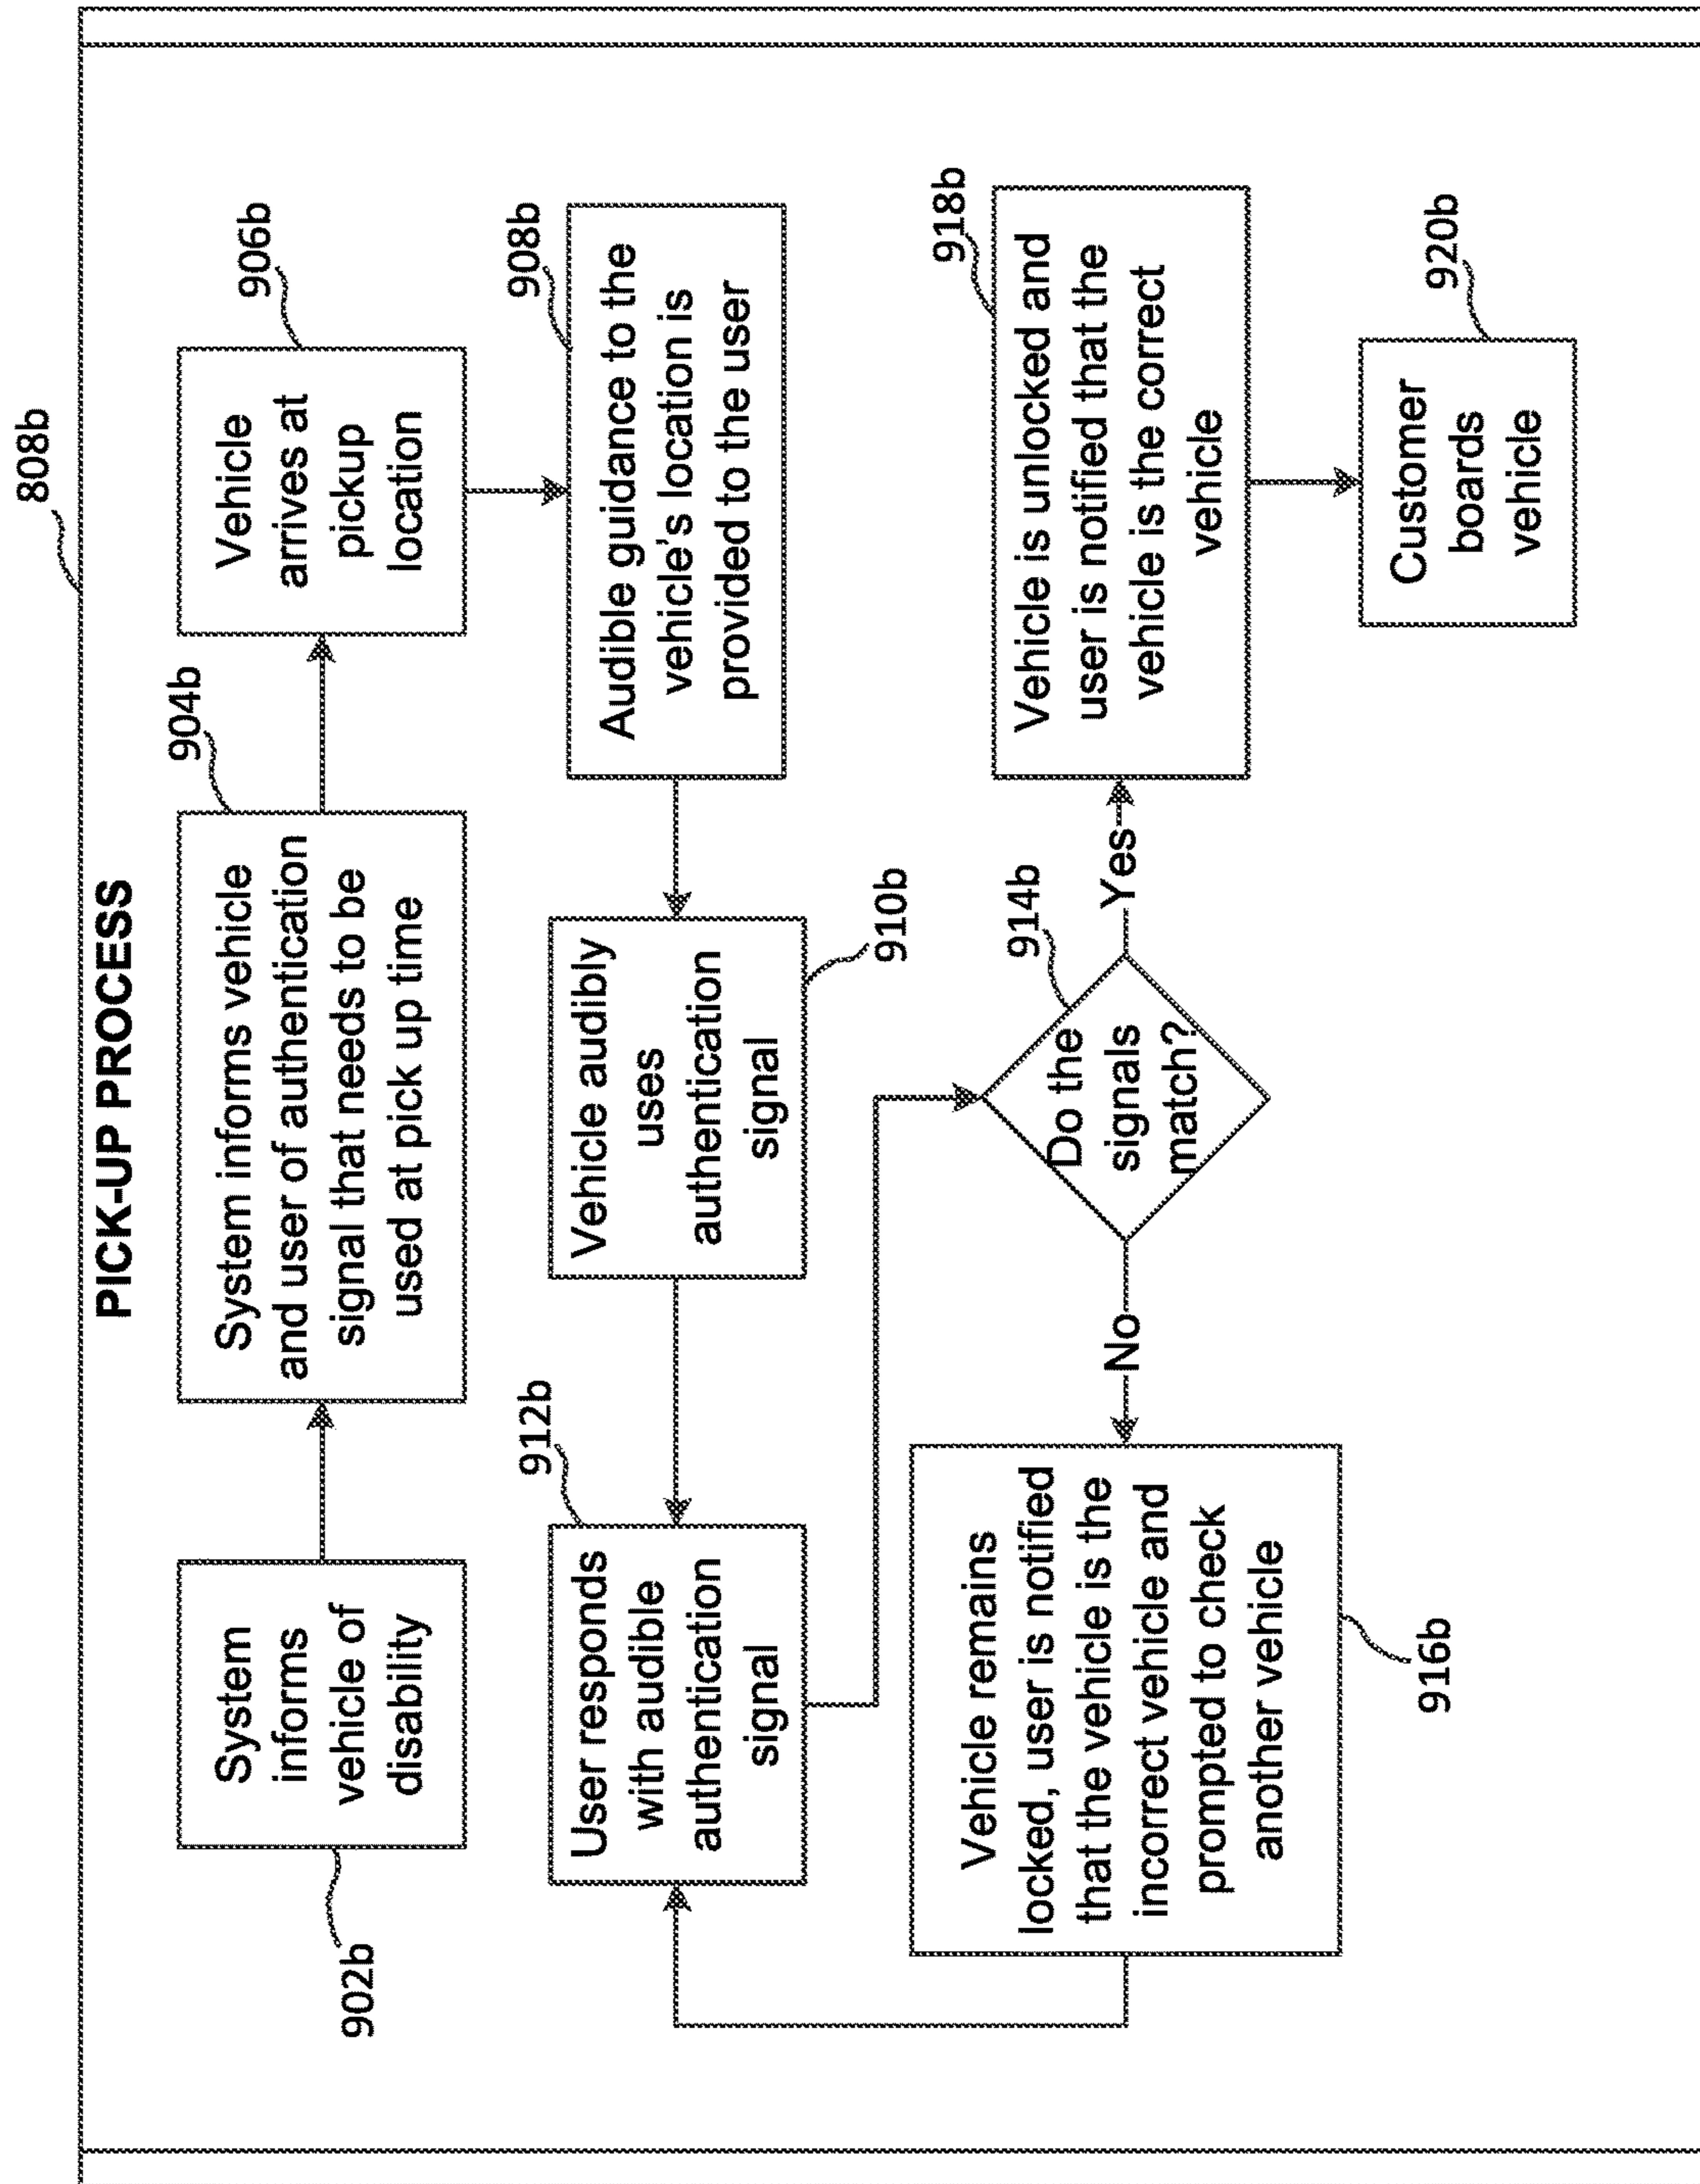 808b
PICK-UP PROCESS
902b
System
informs
vehicle of
disability
904b
System informs vehicle
and user of authentication
signal that needs to be
used at pick up time
906b
Vehicle
arrives at
pickup
location
912b
User responds
with audible
authentication
signal
Vehicle audibly
uses
authentication
signal
910b
908b
Audible guidance to the
vehicle's location is
provided to the user
Vehicle remains
locked, user is notified
that the vehicle is the
incorrect vehicle and
prompted to check
another vehicle
916b
No
914b
Do the
signals
match?
Yes
918b
Vehicle is unlocked and
user is notified that the
vehicle is the correct
vehicle
920b
Customer
boards
vehicle